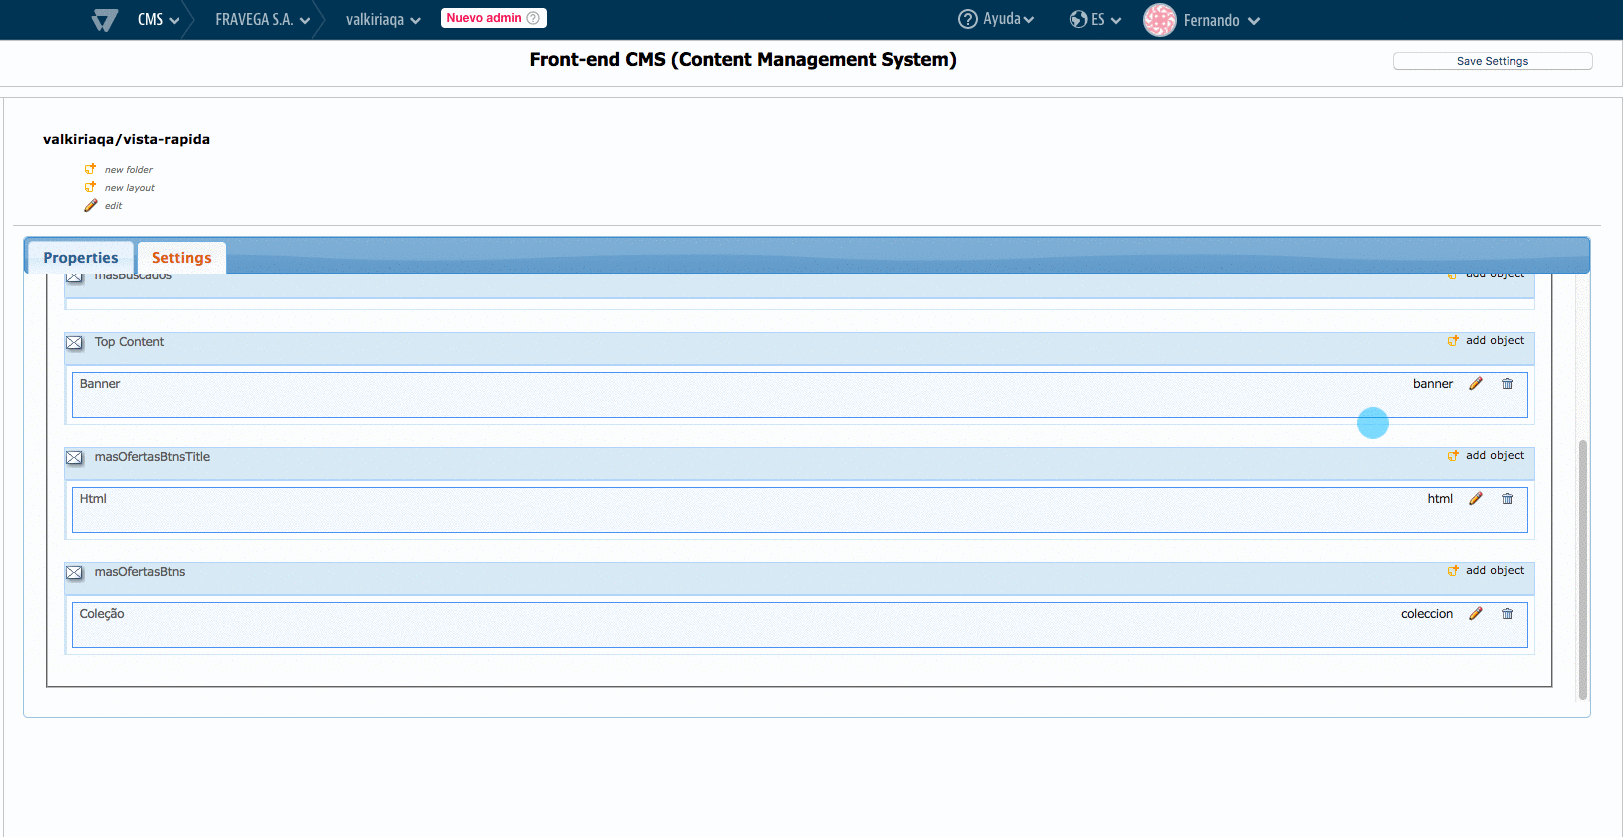 CMS FRAVEGA S.A. valkiriaqa Nuevo admin ? ? Ayuda ES Fernando
Front-end CMS (Content Management System) Save Settings
valkiriaqa/vista-rapida
new folder
new layout
edit
Properties Settings
masBuscados add object
Top Content add object
Banner banner
masOfertasBtnsTitle add object
Html html
masOfertasBtns add object
Coleção coleccion